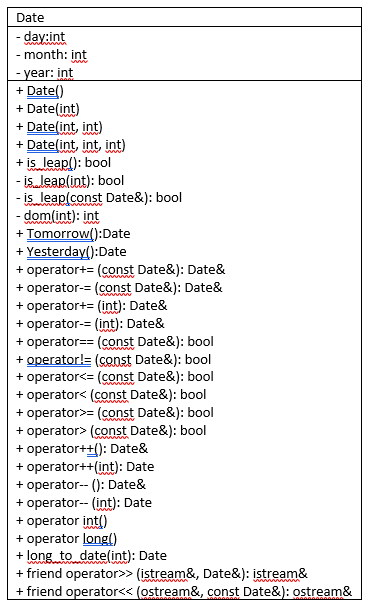 Date
- day:int
- month: int
- year: int
+ Date()
+ Date(int)
+ Date(int, int)
+ Date(int, int, int)
+ is_leap(): bool
- is_leap(int): bool
- is_leap(const Date&): bool
- dom(int): int
+ Tomorrow():Date
+ Yesterday():Date
+ operator+= (const Date&): Date&
+ operator-= (const Date&): Date&
+ operator+= (int): Date&
+ operator-= (int): Date&
+ operator== (const Date&): bool
+ operator!= (const Date&): bool
+ operator<= (const Date&): bool
+ operator< (const Date&): bool
+ operator>= (const Date&): bool
+ operator> (const Date&): bool
+ operator++(): Date&
+ operator++(int): Date
+ operator-- (): Date&
+ operator-- (int): Date
+ operator int()
+ operator long()
+ long_to_date(int): Date
+ friend operator>> (istream&, Date&): istream&
+ friend operator<< (ostream&, const Date&): ostream&